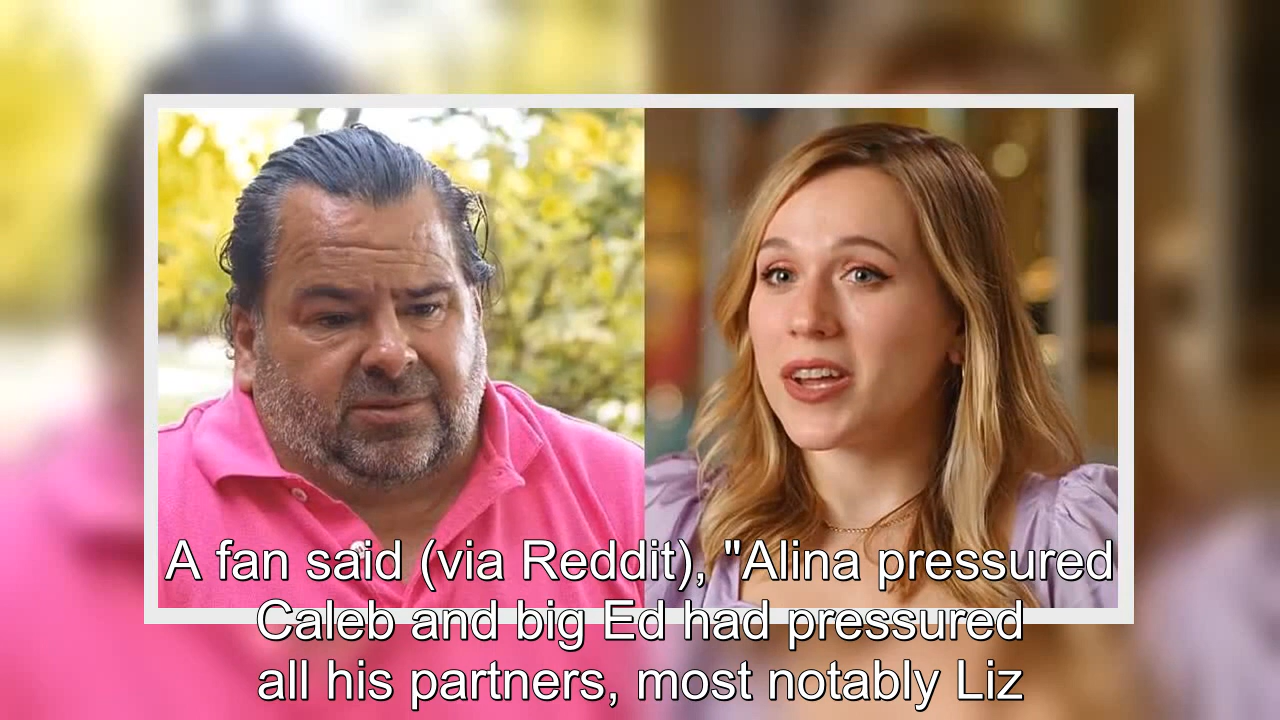 A fan said (via Reddit), "Alina pressured
Caleb and big Ed had pressured
all his partners, most notably Liz